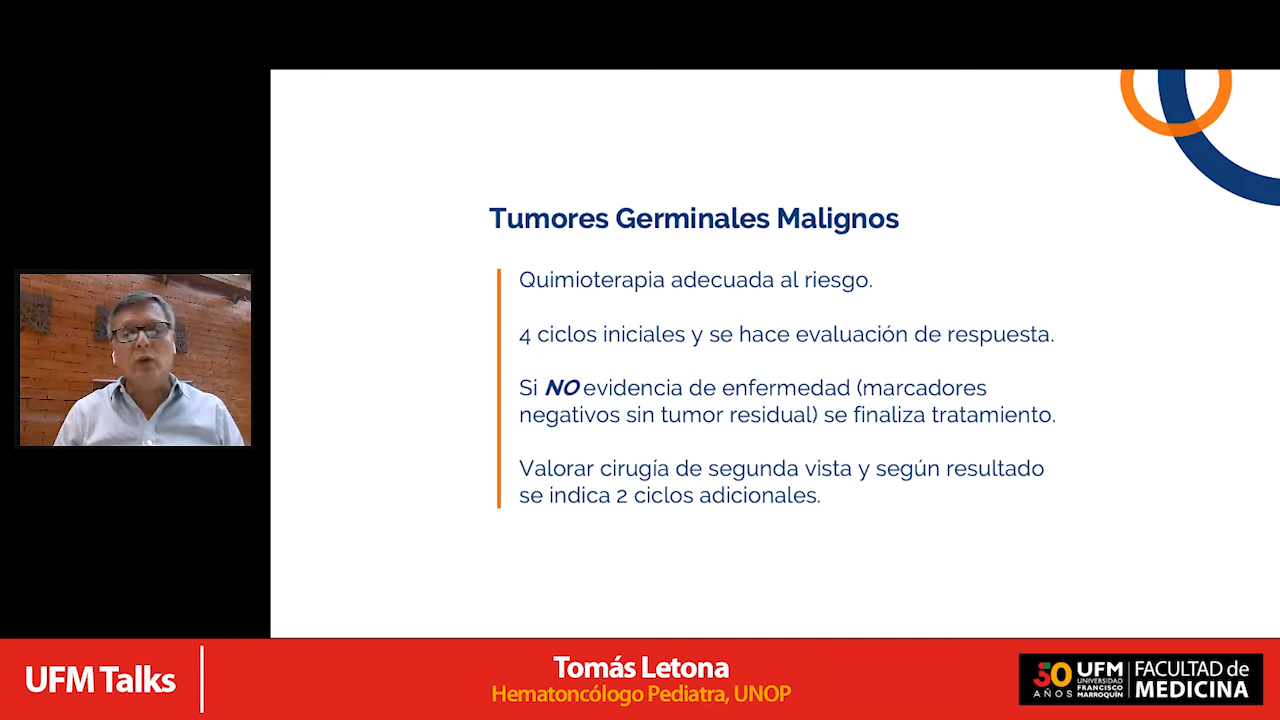 Tumores Germinales Malignos
Quimioterapia adecuada al riesgo.
4 ciclos iniciales y se hace evaluación de respuesta.
Si NO evidencia de enfermedad (marcadores
negativos sin tumor residual) se finaliza tratamiento.
Valorar cirugía de segunda vista y según resultado
se indica 2 ciclos adicionales.
UFM Talks
Tomás Letona
Hematoncólogo Pediatra, UNOP
50
AÑOS
UFM
UNIVERSIDAD
FRANCISCO
MARROQUÍN
FACULTAD de
MEDICINA